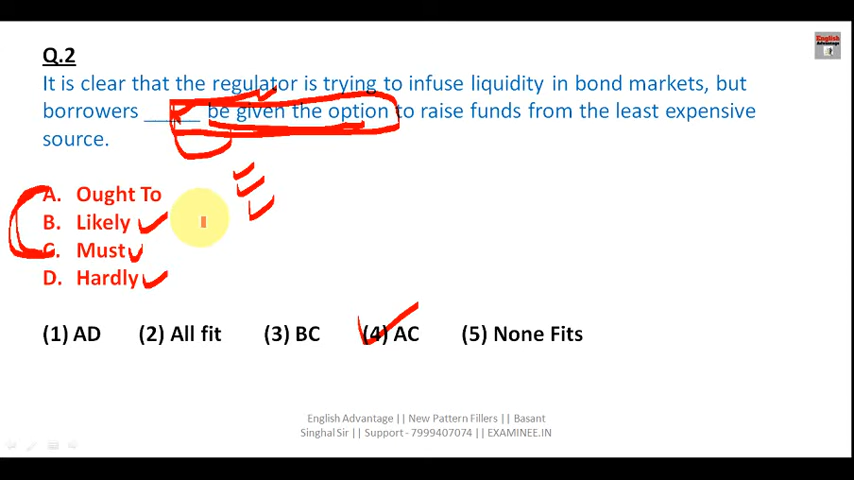 English
Advantage
Q.2
It is clear that the regulator is trying to infuse liquidity in bond markets, but
borrowers _____ be given the option to raise funds from the least expensive
source.
A. Ought To
B. Likely
C. Must
D. Hardly
(1) AD (2) All fit (3) BC (4) AC (5) None Fits
English Advantage || New Pattern Fillers || Basant
Singhal Sir || Support - 7999407074 || EXAMINEE.IN